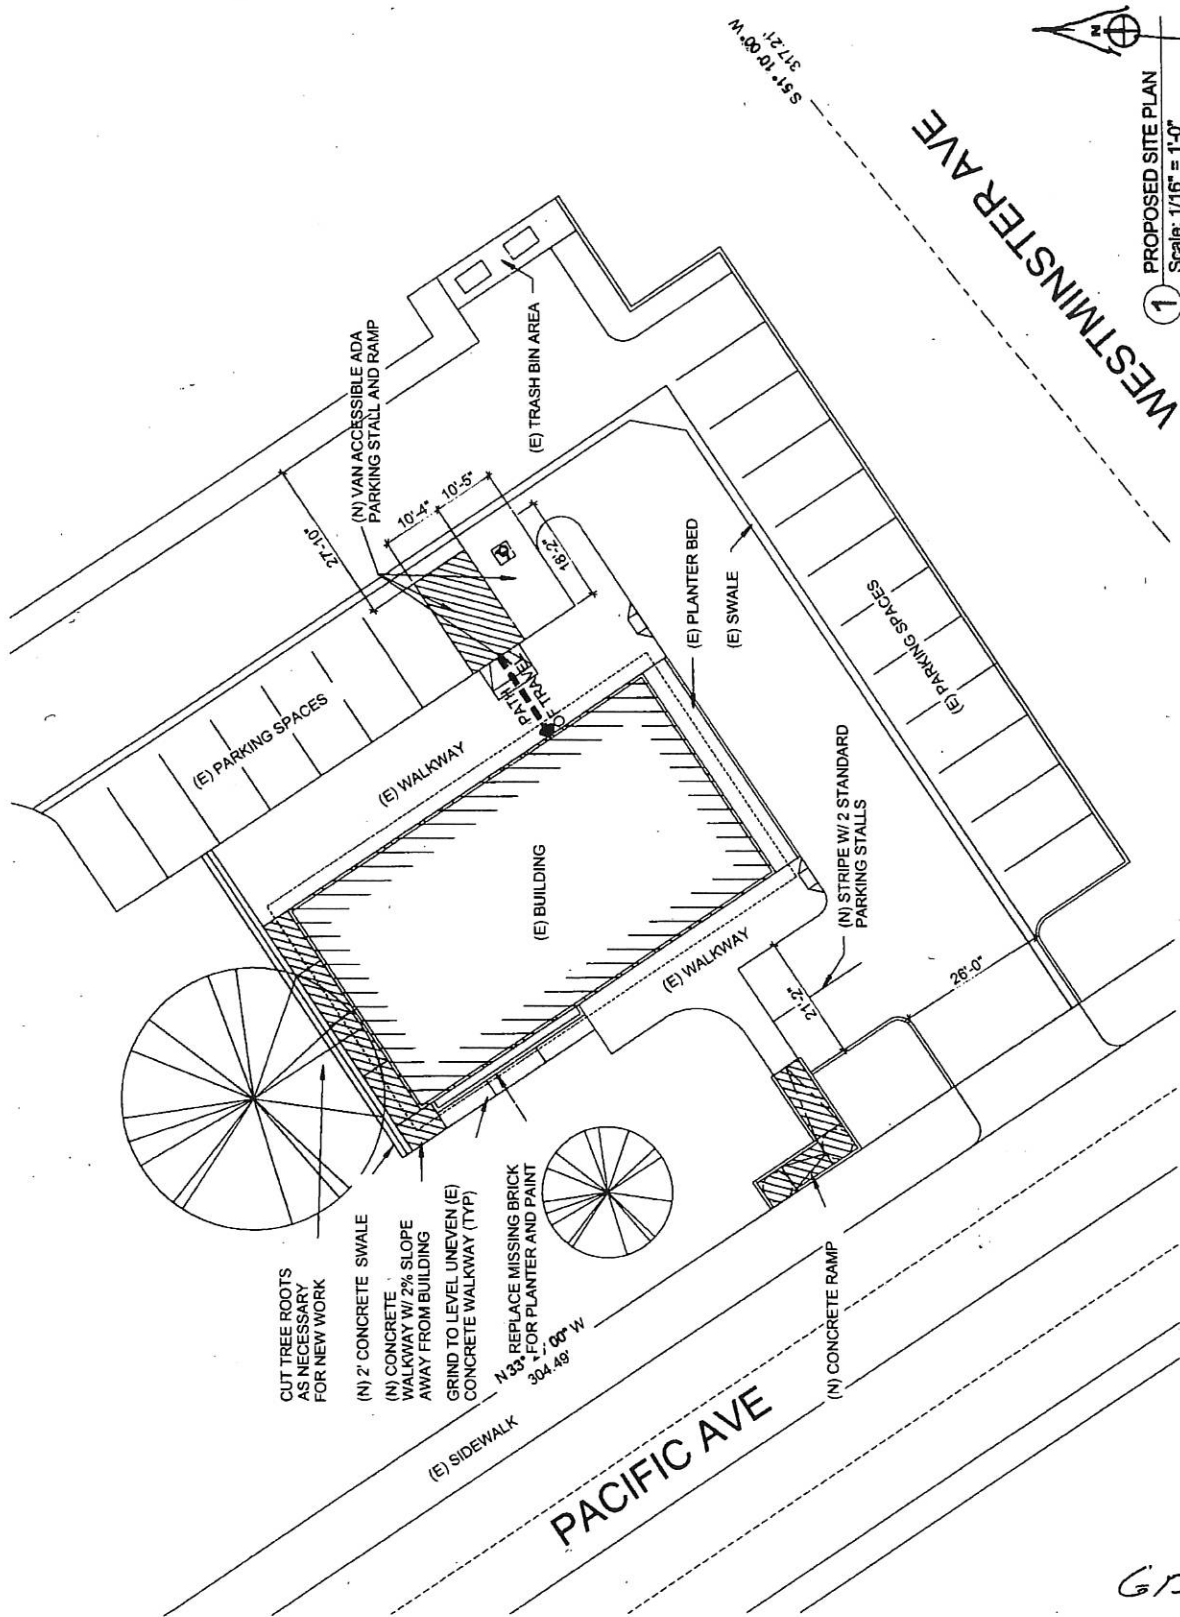 S 51° 10' 00" W
317.21'
WESTMINSTER AVE
N
1
PROPOSED SITE PLAN
Scale: 1/16" = 1'-0"
(N) VAN ACCESSIBLE ADA
PARKING STALL AND RAMP
(E) TRASH BIN AREA
27'-10"
10'-4"
10'-5"
18'-2"
(E) PARKING SPACES
(E) WALKWAY
PATH
OF TRAVEL
(E) BUILDING
(E) PLANTER BED
(E) SWALE
(E) PARKING SPACES
(N) STRIPE W/ 2 STANDARD
PARKING STALLS
(E) WALKWAY
21'-2"
26'-0"
CUT TREE ROOTS
AS NECESSARY
FOR NEW WORK
(N) 2' CONCRETE SWALE
(N) CONCRETE
WALKWAY W/ 2% SLOPE
AWAY FROM BUILDING
GRIND TO LEVEL UNEVEN (E)
CONCRETE WALKWAY (TYP)
REPLACE MISSING BRICK
FOR PLANTER AND PAINT
N 33° 00" W
304.49'
(N) CONCRETE RAMP
(E) SIDEWALK
PACIFIC AVE